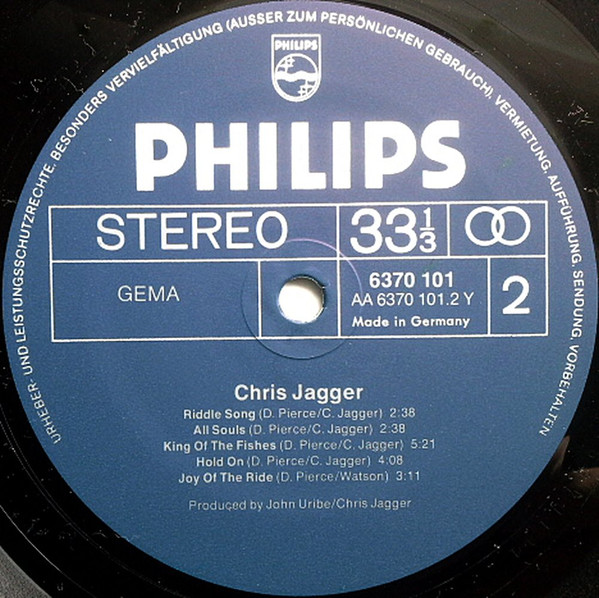 URHEBER- UND LEISTUNGSSCHUTZRECHTE. BESONDERS VERVIELFÄLTIGUNG (AUSSER ZUM PERSÖNLICHEN GEBRAUCH), VERMIETUNG, AUFFÜHRUNG, SENDUNG, VORBEHALTEN
PHILIPS
PHILIPS
STEREO 33 1/3
GEMA
6370 101
AA 6370 101.2 Y
Made in Germany
2
Chris Jagger
Riddle Song (D. Pierce/C. Jagger) 2:38
All Souls (D. Pierce/C. Jagger) 2:38
King Of The Fishes (D. Pierce/C. Jagger) 5:21
Hold On (D. Pierce/C. Jagger) 4:08
Joy Of The Ride (D. Pierce/Watson) 3:11
Produced by John Uribe/Chris Jagger